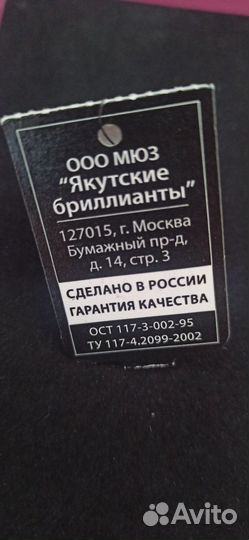 ООО МЮЗ
"Якутские
бриллианты"
127015, г. Москва
Бумажный пр-д,
д. 14, стр. 3
СДЕЛАНО В РОССИИ
ГАРАНТИЯ КАЧЕСТВА
ОСТ 117-3-002-95
ТУ 117-4.2099-2002
Avito